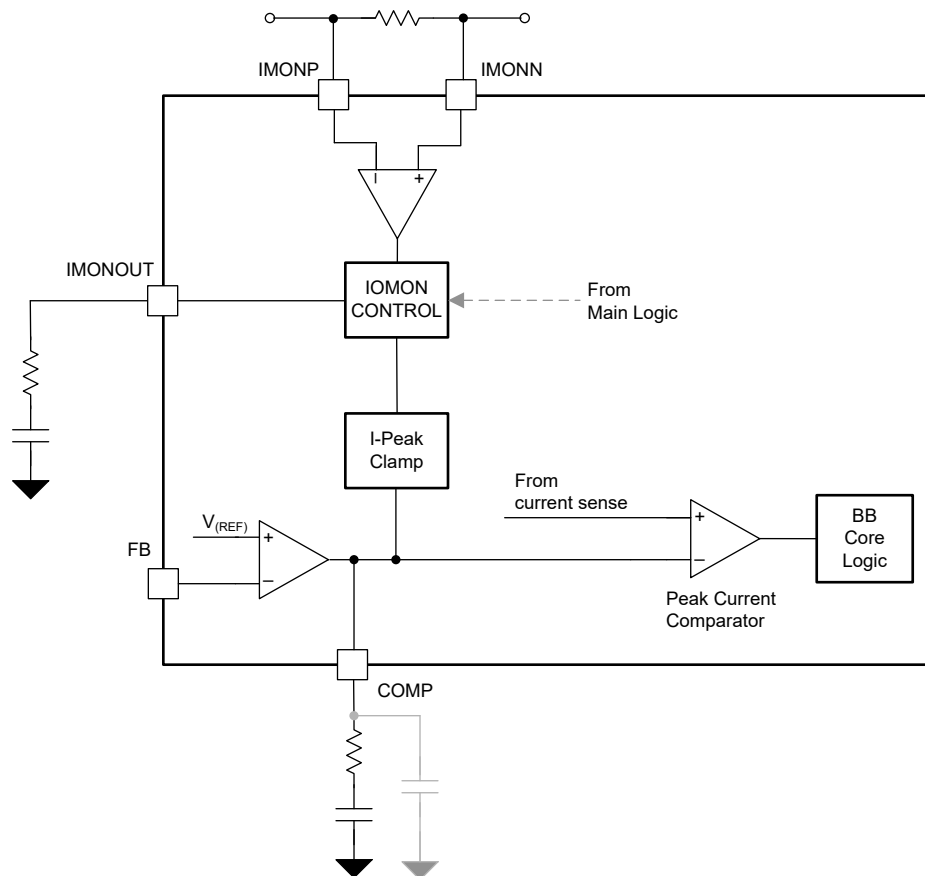 IMONP
IMONN
−
+
IMONOUT
IOMON
CONTROL
From
Main Logic
I-Peak
Clamp
From
current sense
V(REF)
+
−
FB
+
−
BB
Core
Logic
Peak Current
Comparator
COMP